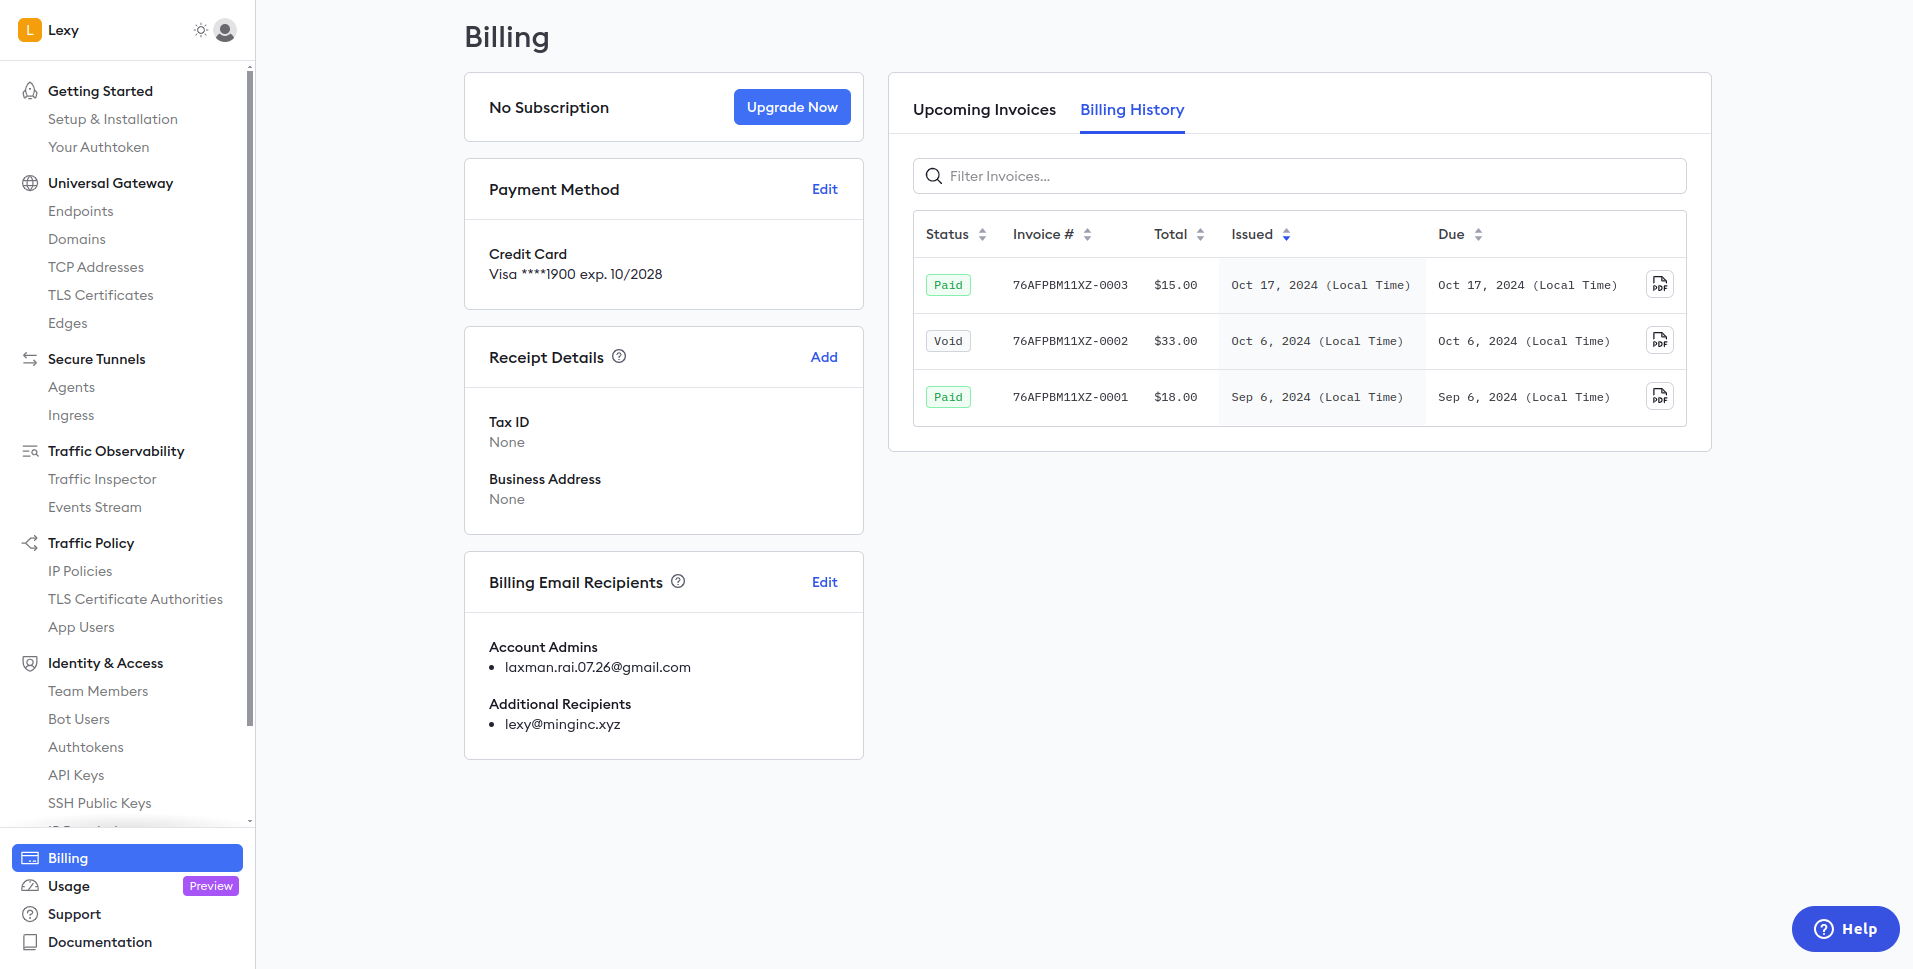 L Lexy
Getting Started
Setup & Installation
Your Authtoken
Universal Gateway
Endpoints
Domains
TCP Addresses
TLS Certificates
Edges
Secure Tunnels
Agents
Ingress
Traffic Observability
Traffic Inspector
Events Stream
Traffic Policy
IP Policies
TLS Certificate Authorities
App Users
Identity & Access
Team Members
Bot Users
Authtokens
API Keys
SSH Public Keys
Billing
Usage Preview
Support
Documentation
Billing
No Subscription Upgrade Now
Payment Method Edit
Credit Card
Visa ****1900 exp. 10/2028
Receipt Details Add
Tax ID
None
Business Address
None
Billing Email Recipients Edit
Account Admins
• laxman.rai.07.26@gmail.com
Additional Recipients
• lexy@minginc.xyz
Upcoming Invoices Billing History
Filter Invoices...
Status Invoice # Total Issued Due
Paid 76AFPBM11XZ-0003 $15.00 Oct 17, 2024 (Local Time) Oct 17, 2024 (Local Time) PDF
Void 76AFPBM11XZ-0002 $33.00 Oct 6, 2024 (Local Time) Oct 6, 2024 (Local Time) PDF
Paid 76AFPBM11XZ-0001 $18.00 Sep 6, 2024 (Local Time) Sep 6, 2024 (Local Time) PDF
Help